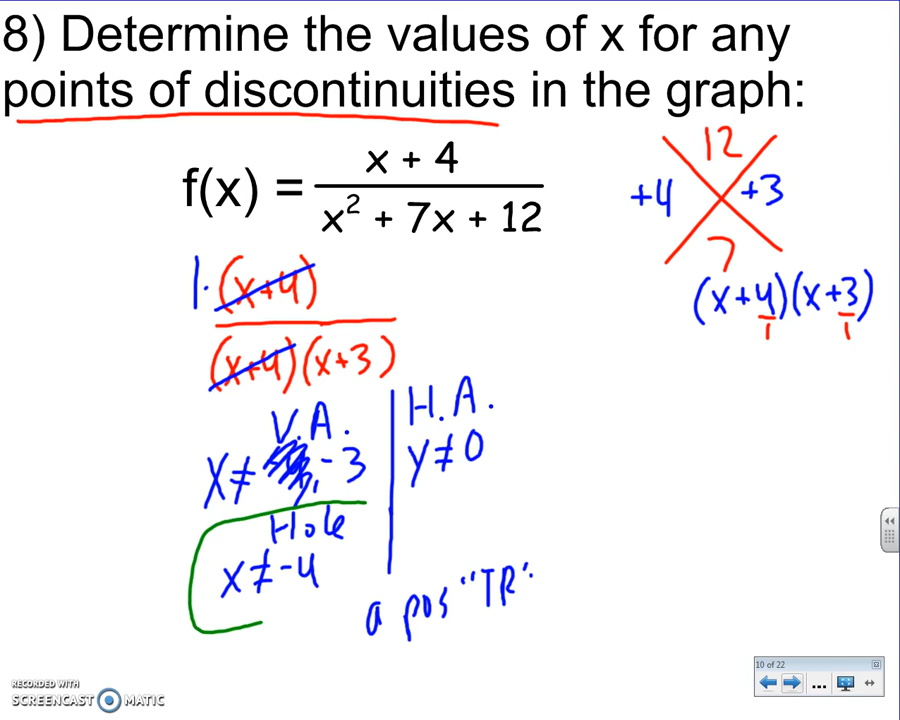 8) Determine the values of x for any
points of discontinuities in the graph:
f(x) = x + 4
x² + 7x + 12
12
+4 +3
7
(x+4)(x+3)
1 1
1·(x+4)
(x+4)(x+3)
V.A.
x ≠ -3
Hole
x ≠ -4
H.A.
y ≠ 0
a pos "TR"
10 of 22
...
RECORDED WITH
SCREENCAST MATIC